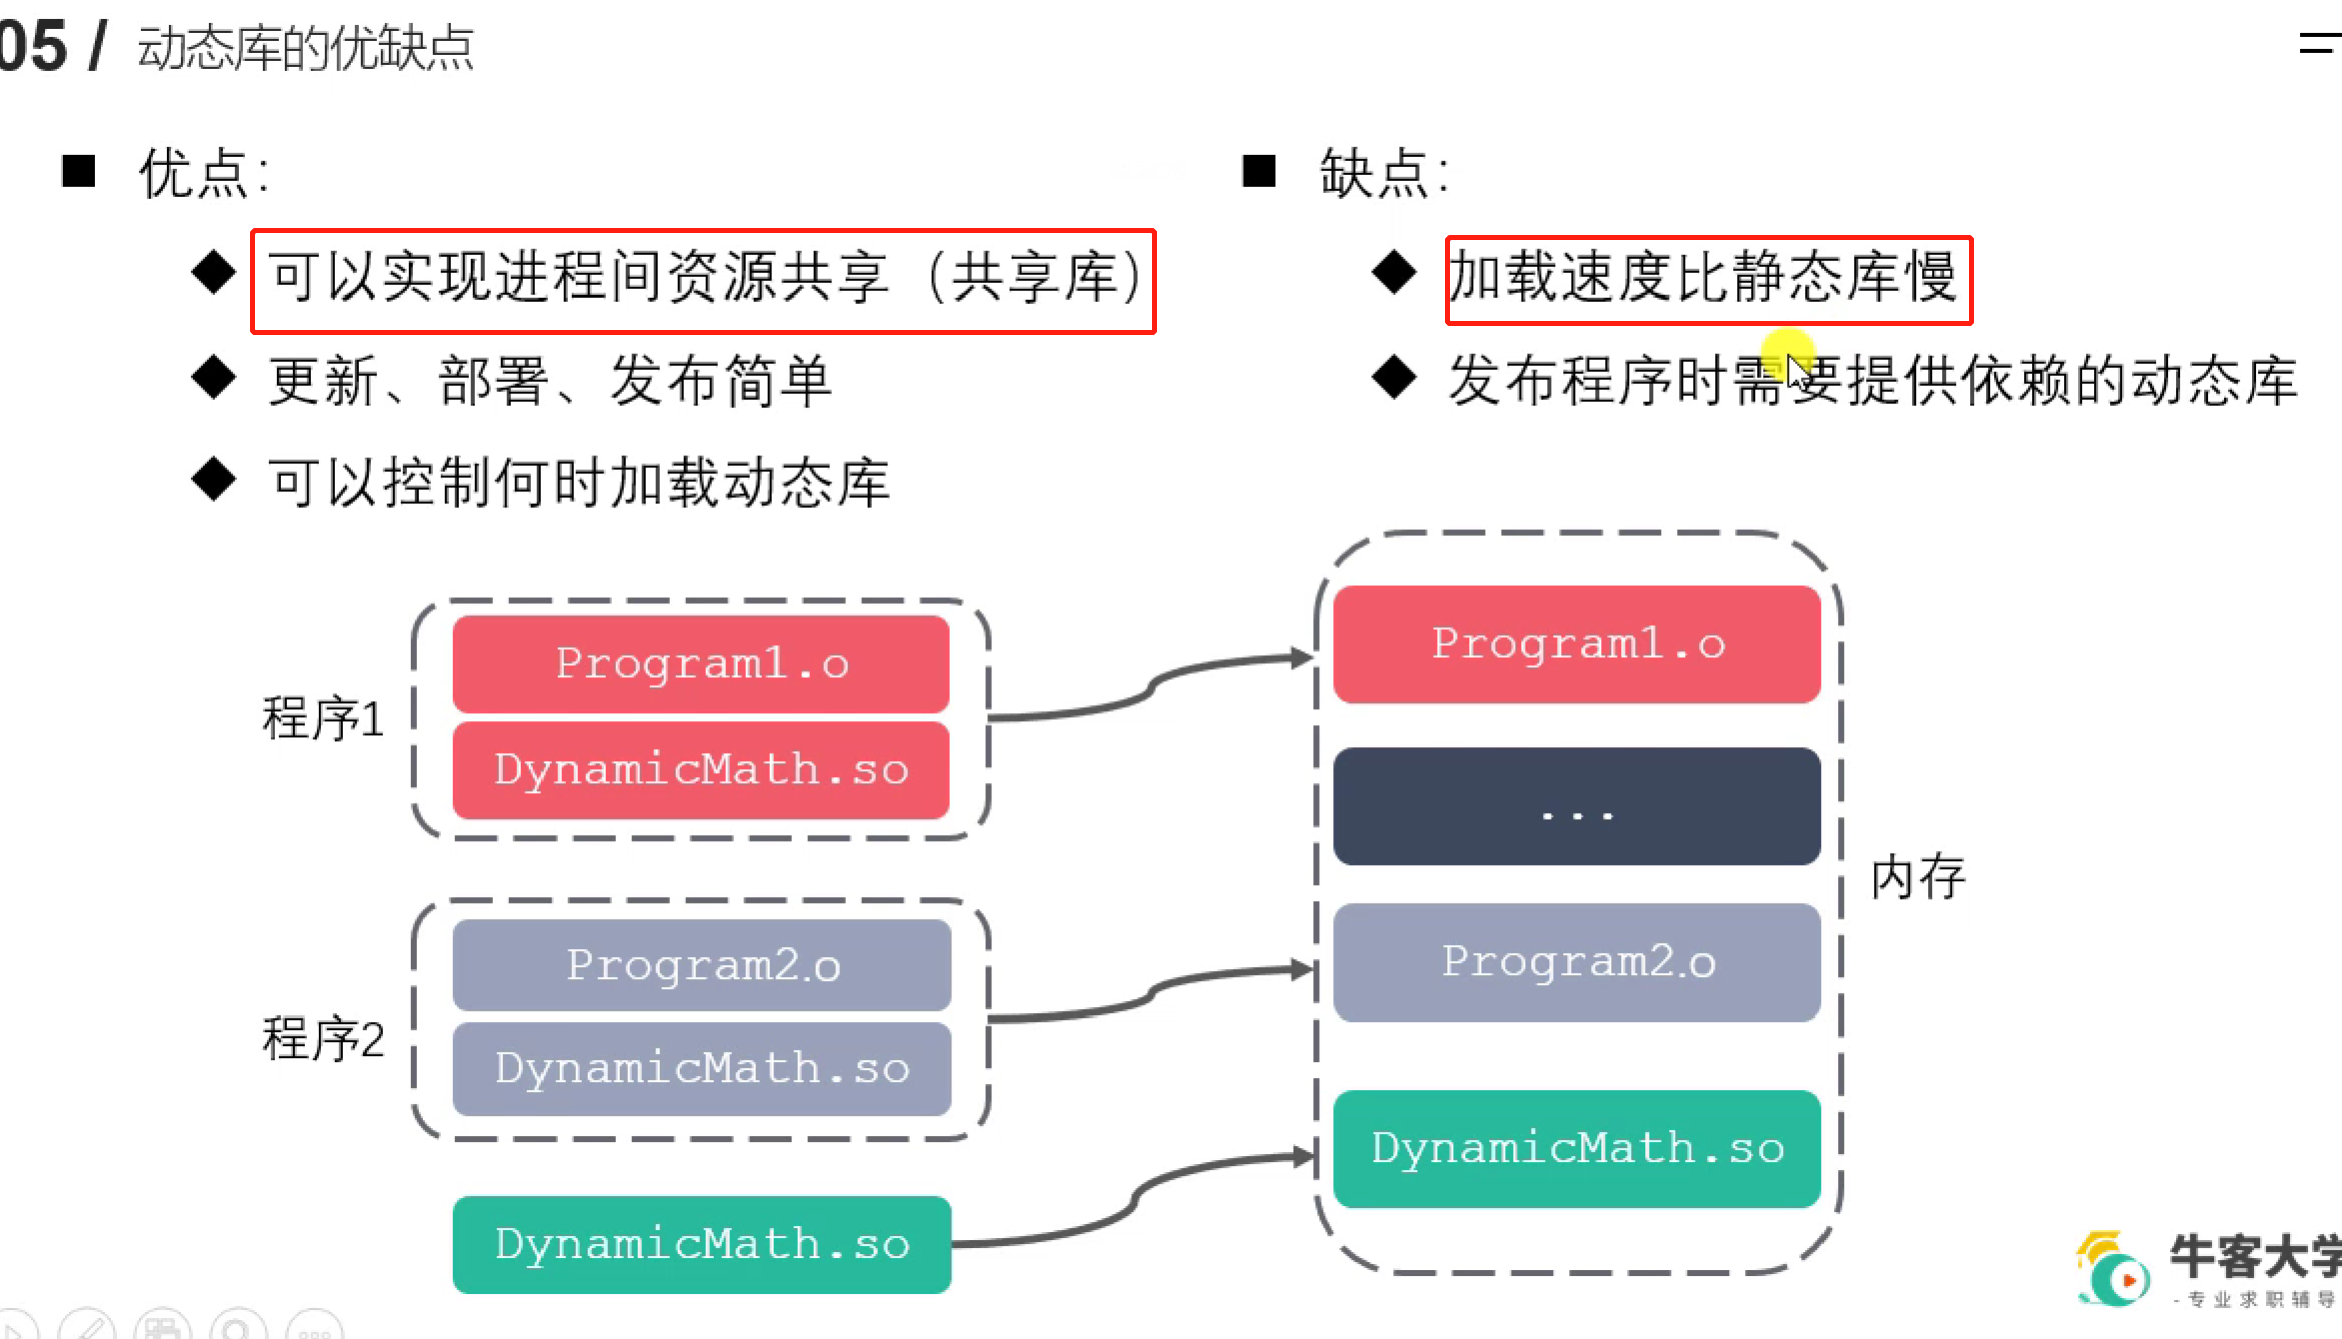 05 / 动态库的优缺点
优点：
可以实现进程间资源共享（共享库）
更新、部署、发布简单
可以控制何时加载动态库
缺点：
加载速度比静态库慢
发布程序时需要提供依赖的动态库
程序1
Program1.o
DynamicMath.so
程序2
Program2.o
DynamicMath.so
DynamicMath.so
Program1.o
...
Program2.o
DynamicMath.so
内存
牛客大学
-专业求职辅导